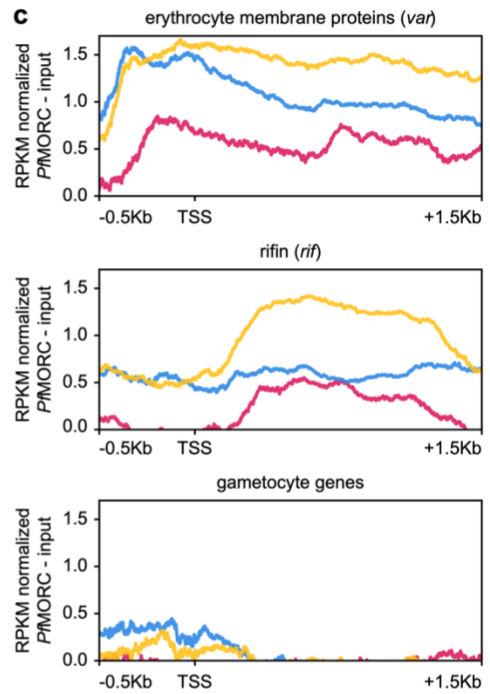 c
erythrocyte membrane proteins (var)
RPKM normalized
PfMORC - input
1.5
1.0
0.5
0.0
-0.5Kb TSS +1.5Kb
rifin (rif)
RPKM normalized
PfMORC - input
1.5
1.0
0.5
0.0
-0.5Kb TSS +1.5Kb
gametocyte genes
RPKM normalized
PfMORC - input
1.5
1.0
0.5
0.0
-0.5Kb TSS +1.5Kb